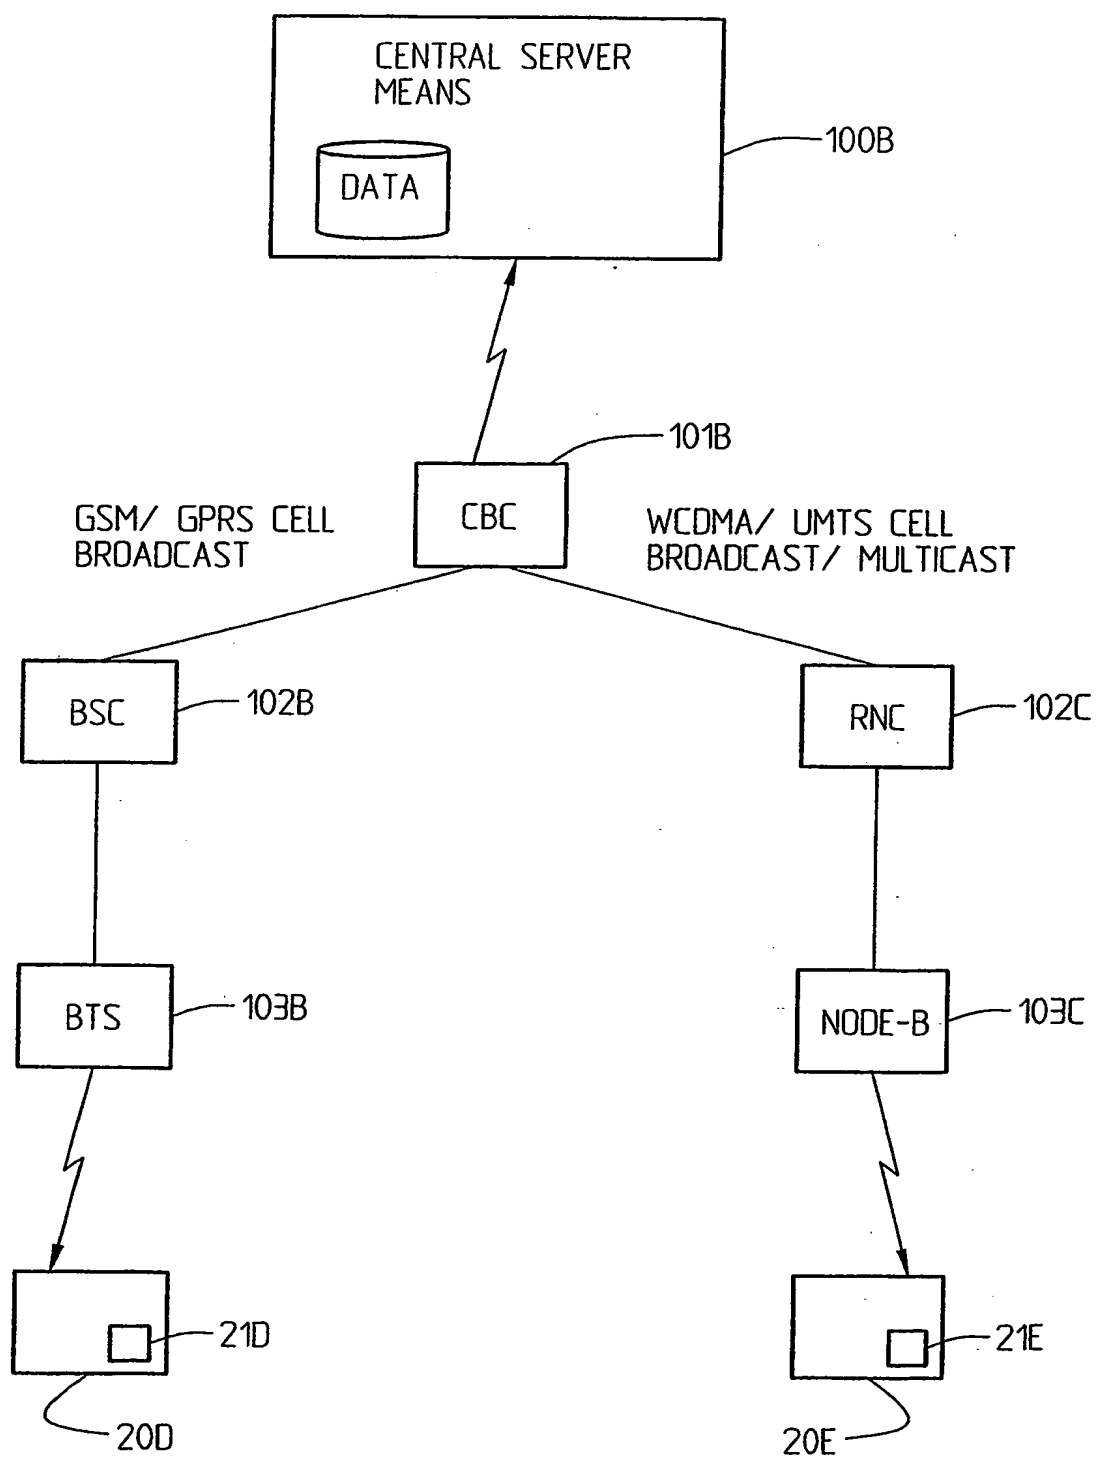 CENTRAL SERVER
MEANS
DATA
100B
101B
CBC
GSM/ GPRS CELL
BROADCAST
WCDMA/ UMTS CELL
BROADCAST/ MULTICAST
BSC
102B
RNC
102C
BTS
103B
NODE-B
103C
21D
21E
20D
20E